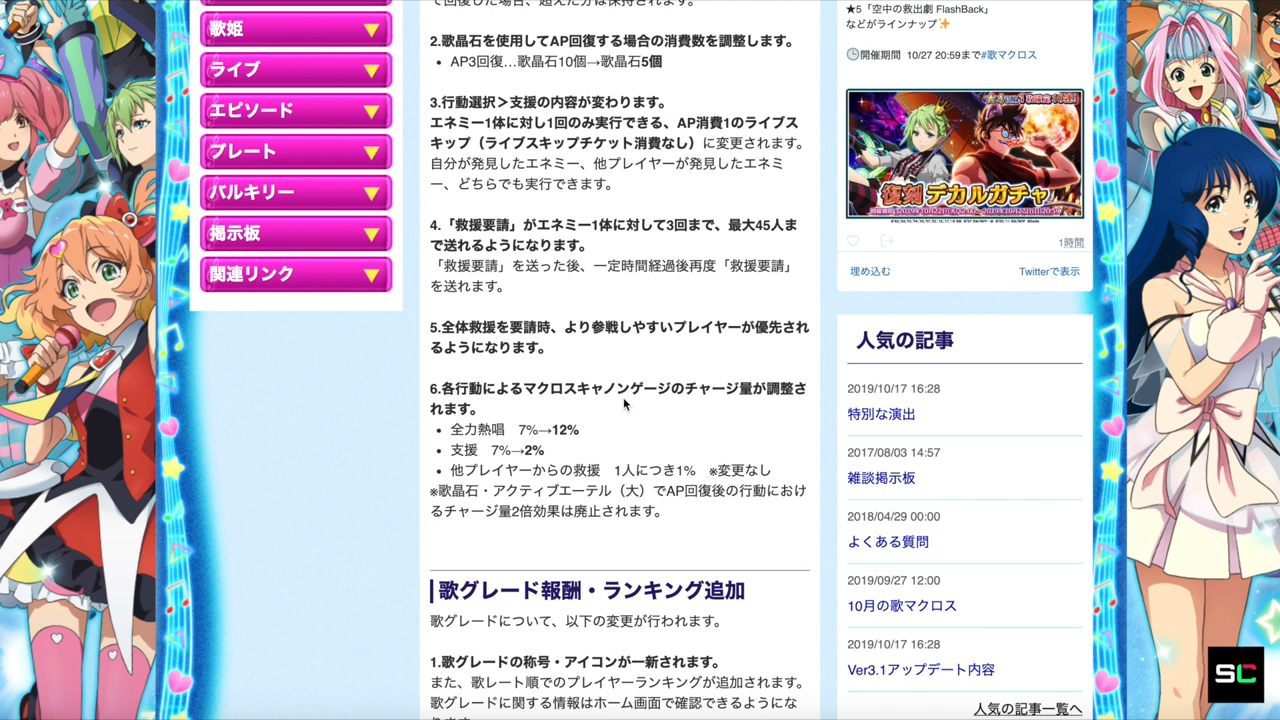 歌姫
ライブ
エピソード
プレート
バルキリー
掲示板
関連リンク
て回復した場合、超えた分は保持されます。
2.歌晶石を使用してAP回復する場合の消費数を調整します。
• AP3回復…歌晶石10個→歌晶石5個
3.行動選択＞支援の内容が変わります。
エネミー1体に対し1回のみ実行できる、AP消費1のライブス
キップ（ライブスキップチケット消費なし）に変更されます。
自分が発見したエネミー、他プレイヤーが発見したエネミ
ー、どちらでも実行できます。
4.「救援要請」がエネミー1体に対して3回まで、最大45人ま
で送れるようになります。
「救援要請」を送った後、一定時間経過後再度「救援要請」
を送れます。
5.全体救援を要請時、より参戦しやすいプレイヤーが優先され
るようになります。
6.各行動によるマクロスキャノンゲージのチャージ量が調整さ
れます。
• 全力熱唱　7%→12%
• 支援　7%→2%
• 他プレイヤーからの救援　1人につき1%　※変更なし
※歌晶石・アクティブエーテル（大）でAP回復後の行動におけ
るチャージ量2倍効果は廃止されます。
歌グレード報酬・ランキング追加
歌グレードについて、以下の変更が行われます。
1.歌グレードの称号・アイコンが一新されます。
また、歌レート順でのプレイヤーランキングが追加されます。
歌グレードに関する情報はホーム画面で確認できるようにな
★5「空中の救出劇 FlashBack」
などがラインナップ✨
🕒開催期間 10/27 20:59まで#歌マクロス
復刻 デカルガチャ
1時間
埋め込む
Twitterで表示
人気の記事
2019/10/17 16:28
特別な演出
2017/08/03 14:57
雑談掲示板
2018/04/29 00:00
よくある質問
2019/09/27 12:00
10月の歌マクロス
2019/10/17 16:28
Ver3.1アップデート内容
人気の記事一覧へ
SC